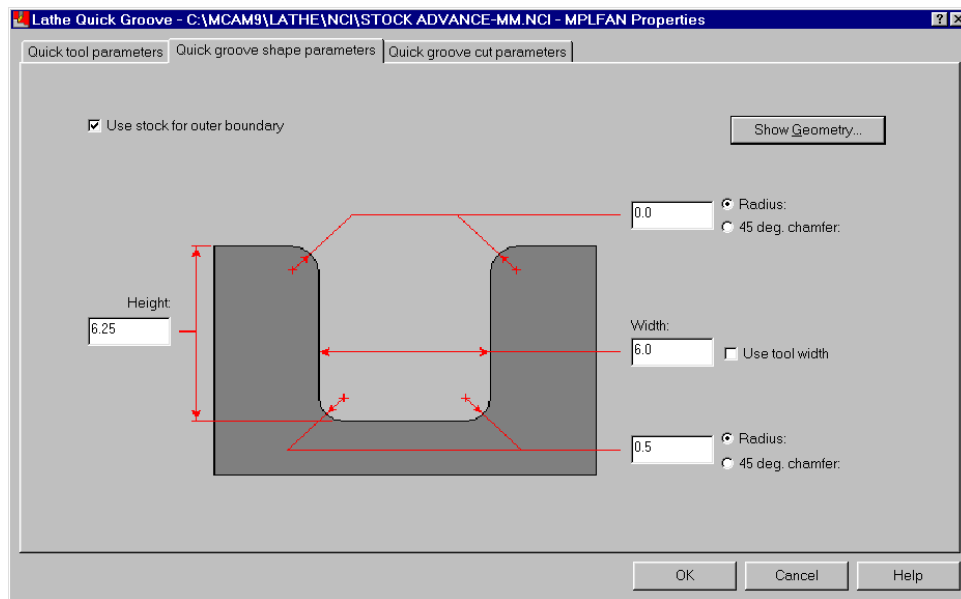 Lathe Quick Groove - C:\MCAM9\LATHE\NCI\STOCK ADVANCE-MM.NCI - MPLFAN Properties
Quick tool parameters
Quick groove shape parameters
Quick groove cut parameters
Use stock for outer boundary
Show Geometry...
0.0
Radius:
45 deg. chamfer:
Height:
6.25
Width:
6.0
Use tool width
0.5
Radius:
45 deg. chamfer:
OK
Cancel
Help